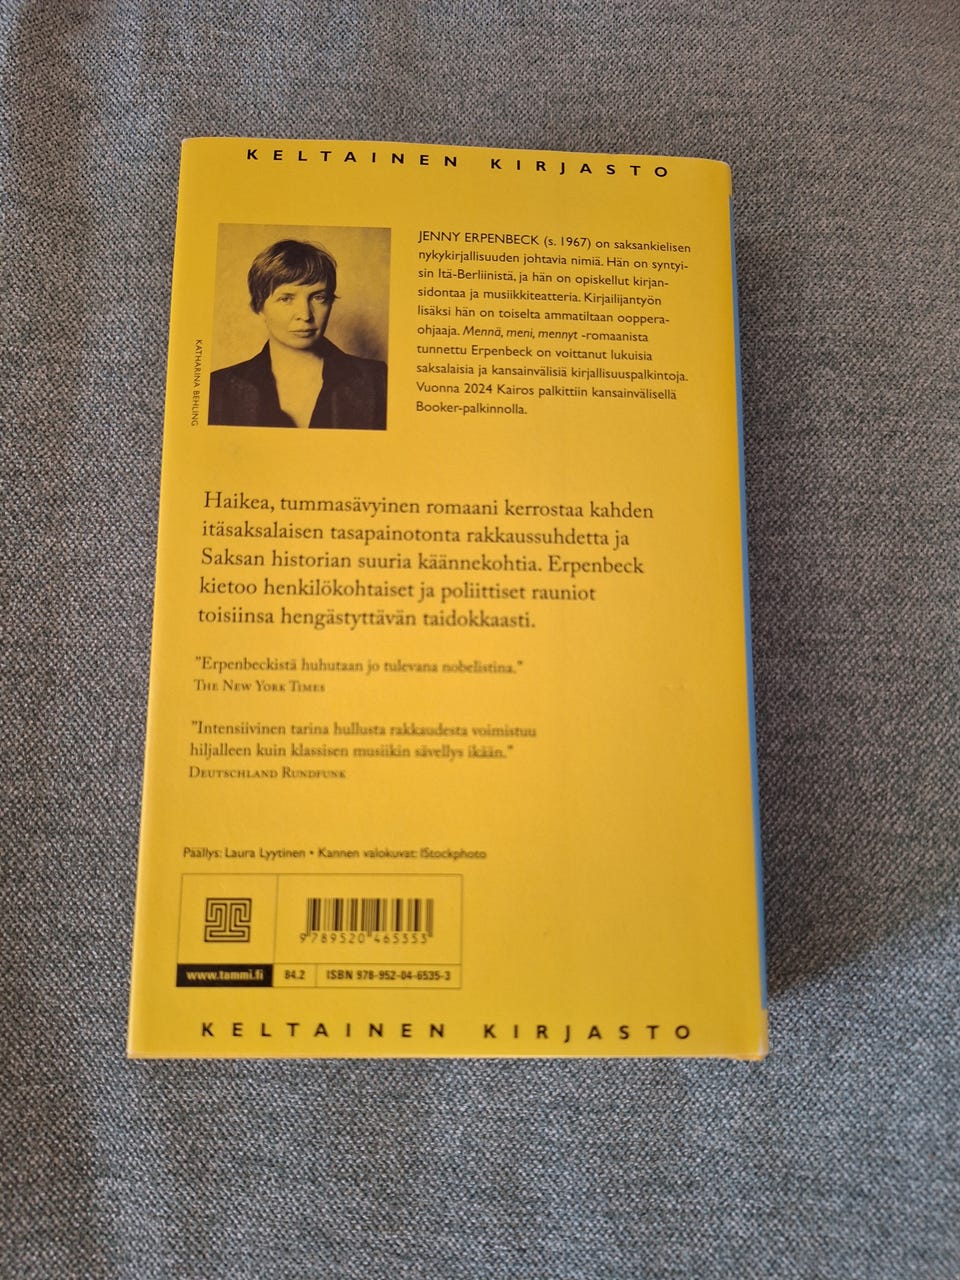 KELTAINEN KIRJASTO
JENNY ERPENBECK (s. 1967) on saksankielisen
nykykirjallisuuden johtavia nimiä. Hän on syntyi-
sin Itä-Berliinistä, ja hän on opiskellut kirjan-
sidontaa ja musiikkiteatteria. Kirjailijantyön
lisäksi hän on toiselta ammatiltaan ooppera-
ohjaaja. Mennä, meni, mennyt -romaanista
tunnettu Erpenbeck on voittanut lukuisia
saksalaisia ja kansainvälisiä kirjallisuuspalkintoja.
Vuonna 2024 Kairos palkittiin kansainvälisellä
Booker-palkinnolla.
KATHARINA BEHLING
Haikea, tummasävyinen romaani kerrostaa kahden
itäsaksalaisen tasapainotonta rakkaussuhdetta ja
Saksan historian suuria käännekohtia. Erpenbeck
kietoo henkilökohtaiset ja poliittiset rauniot
toisiinsa hengästyttävän taidokkaasti.
"Erpenbeckistä huhutaan jo tulevana nobelistina."
THE NEW YORK TIMES
"Intensiivinen tarina hullusta rakkaudesta voimistuu
hiljalleen kuin klassisen musiikin sävellys ikään."
DEUTSCHLAND RUNDFUNK
Päällys: Laura Lyytinen • Kannen valokuvat: IStockphoto
9 789520 465353
www.tammi.fi 84.2 ISBN 978-952-04-6535-3
KELTAINEN KIRJASTO